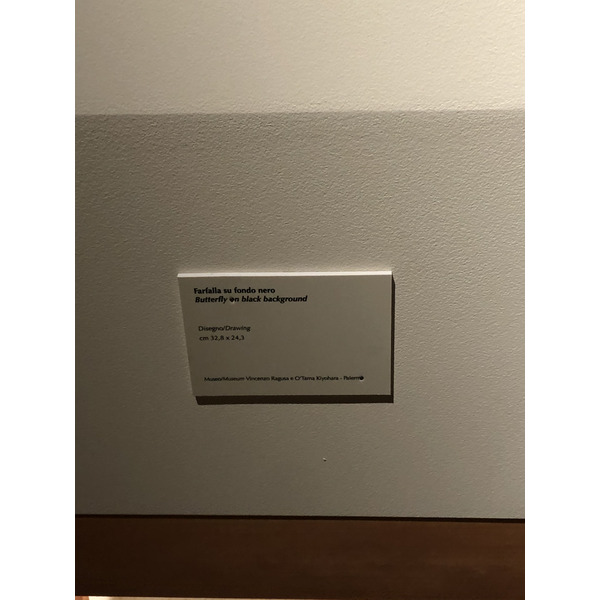 Farfalla su fondo nero
Butterfly on black background
Disegno/Drawing
cm 32,8 x 24,3
Museo/Museum Vincenzo Ragusa e O'Tama Kiyohara - Palermo